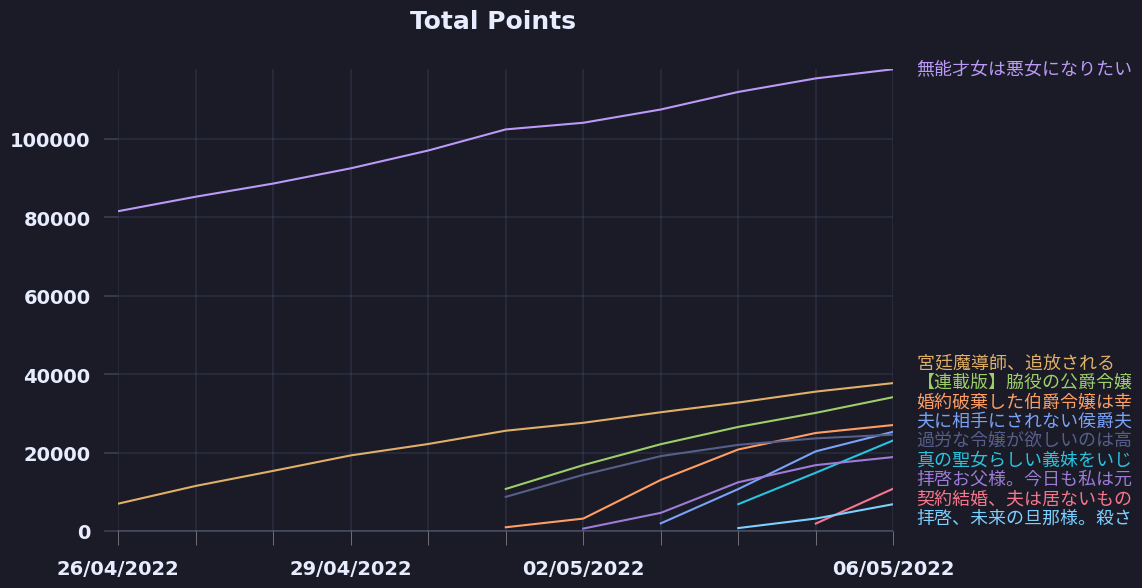 Total Points
無能才女は悪女になりたい
100000
80000
60000
40000
20000
0
宮廷魔導師、追放される
【連載版】脇役の公爵令嬢
婚約破棄した伯爵令嬢は幸
夫に相手にされない侯爵夫
過労な令嬢が欲しいのは高
真の聖女らしい義妹をいじ
拝啓お父様。今日も私は元
契約結婚、夫は居ないもの
拝啓、未来の旦那様。殺さ
26/04/2022
29/04/2022
02/05/2022
06/05/2022